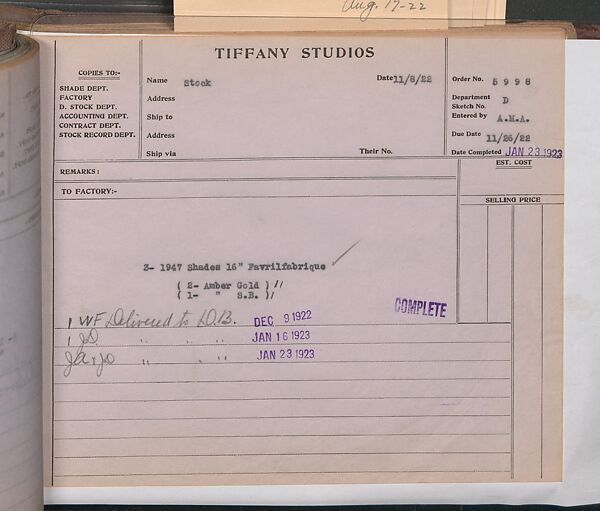 Aug. 17-22
TIFFANY STUDIOS
COPIES TO:-
SHADE DEPT.
FACTORY
D. STOCK DEPT.
ACCOUNTING DEPT.
CONTRACT DEPT.
STOCK RECORD DEPT.
Name Stock Date 11/8/22
Address
Ship to
Address
Ship via Their No.
Order No. 5998
Department D
Sketch No.
Entered by A.M.A.
Due Date 11/26/22
Date Completed JAN 23 1923
REMARKS:
EST. COST
TO FACTORY:-
SELLING PRICE
3- 1947 Shades 16" Favrilfabrique
( 2- Amber Gold ) //
( 1- " S.B. )/
COMPLETE
1 WF Delivered to D.B. DEC 9 1922
1 JO " " " JAN 16 1923
" " " JAN 23 1923